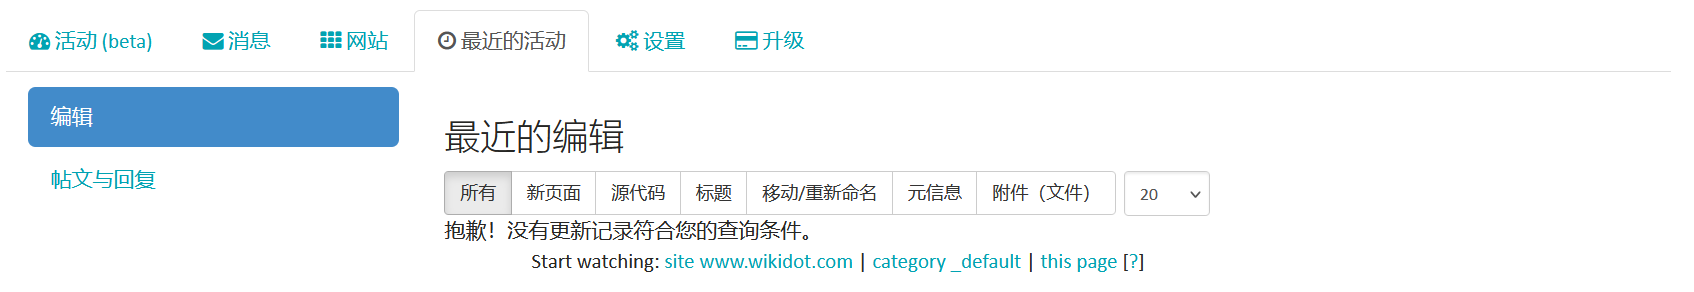 活动 (beta) 消息 网站 最近的活动 设置 升级
编辑
最近的编辑
帖文与回复
所有 新页面 源代码 标题 移动/重新命名 元信息 附件（文件） 20
抱歉！没有更新记录符合您的查询条件。
Start watching: site www.wikidot.com | category _default | this page [?]